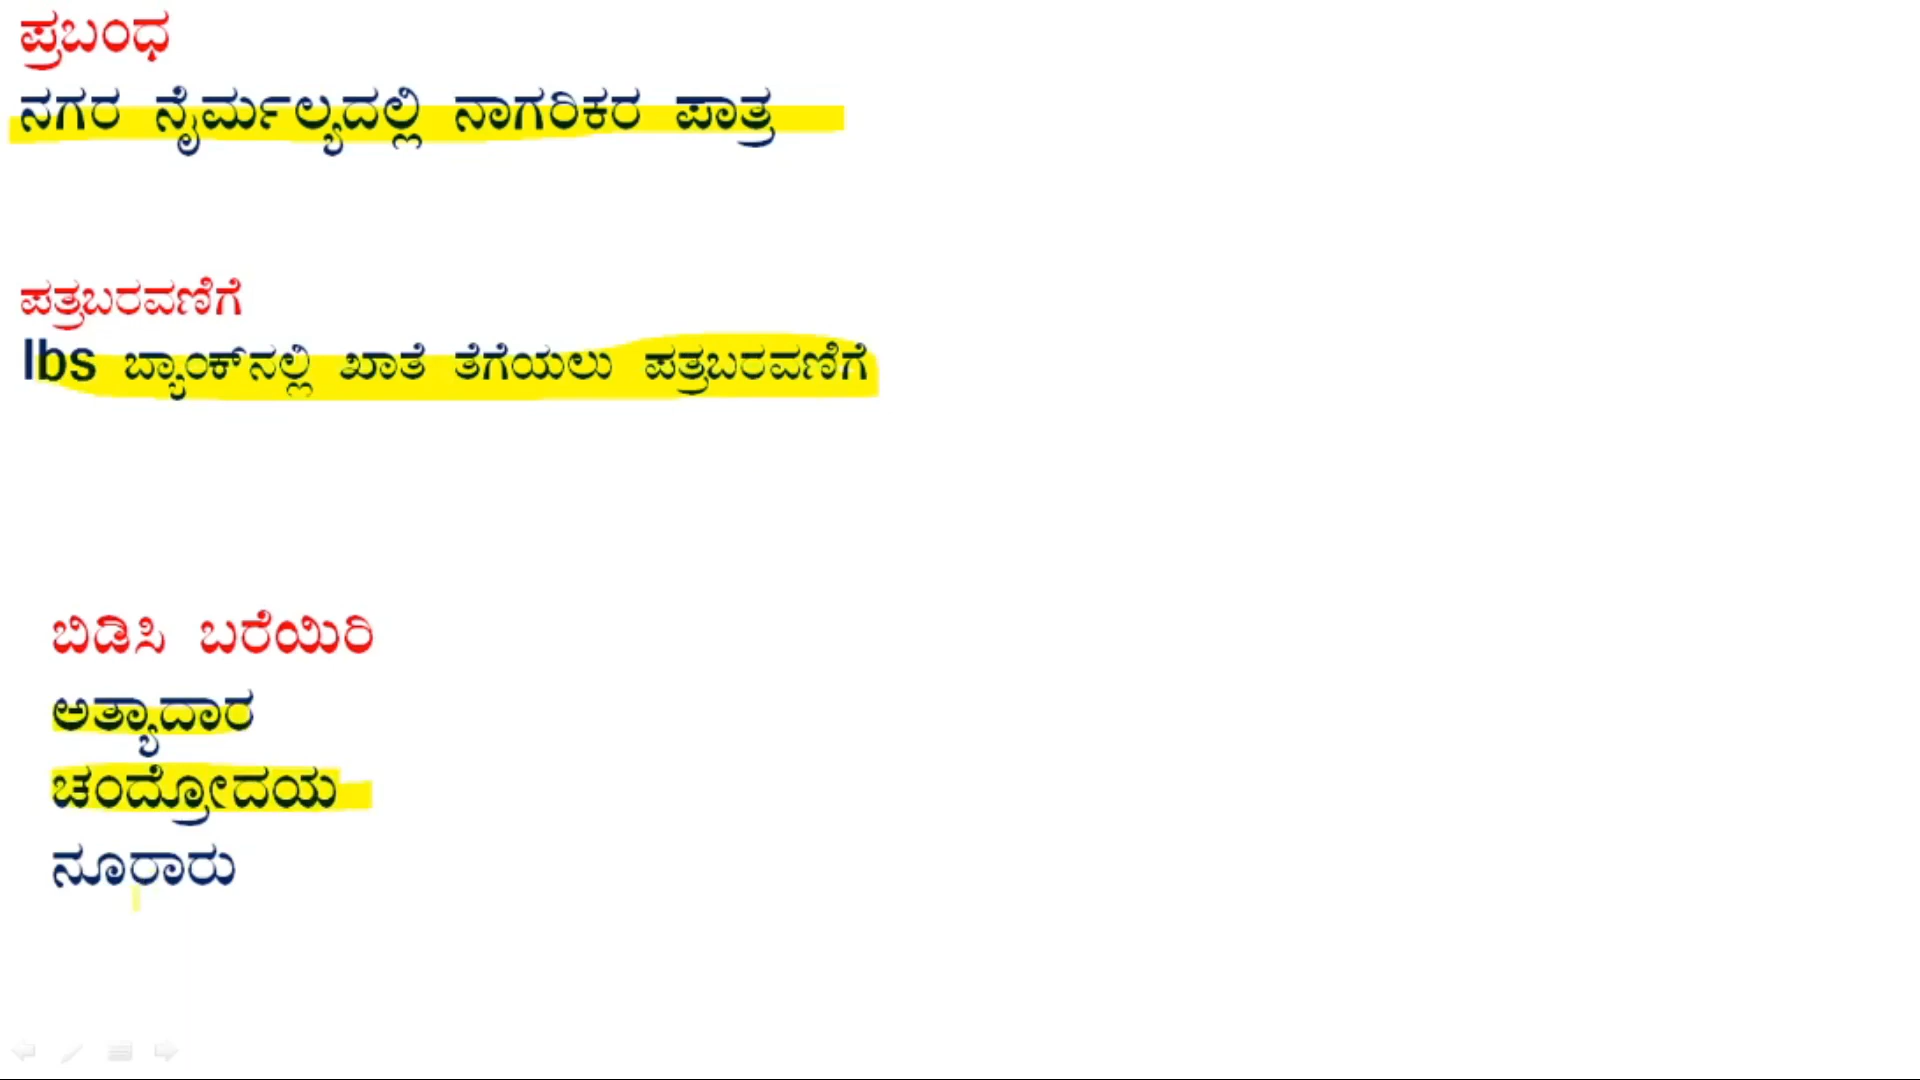 ಪ್ರಬಂಧ
ನಗರ ನೈರ್ಮಲ್ಯದಲ್ಲಿ ನಾಗರಿಕರ ಪಾತ್ರ
ಪತ್ರಬರವಣಿಗೆ
lbs ಬ್ಯಾಂಕ್‌ನಲ್ಲಿ ಖಾತೆ ತೆಗೆಯಲು ಪತ್ರಬರವಣಿಗೆ
ಬಿಡಿಸಿ ಬರೆಯಿರಿ
ಅತ್ಯಾದಾರ
ಚಂದ್ರೋದಯ
ನೂರಾರು